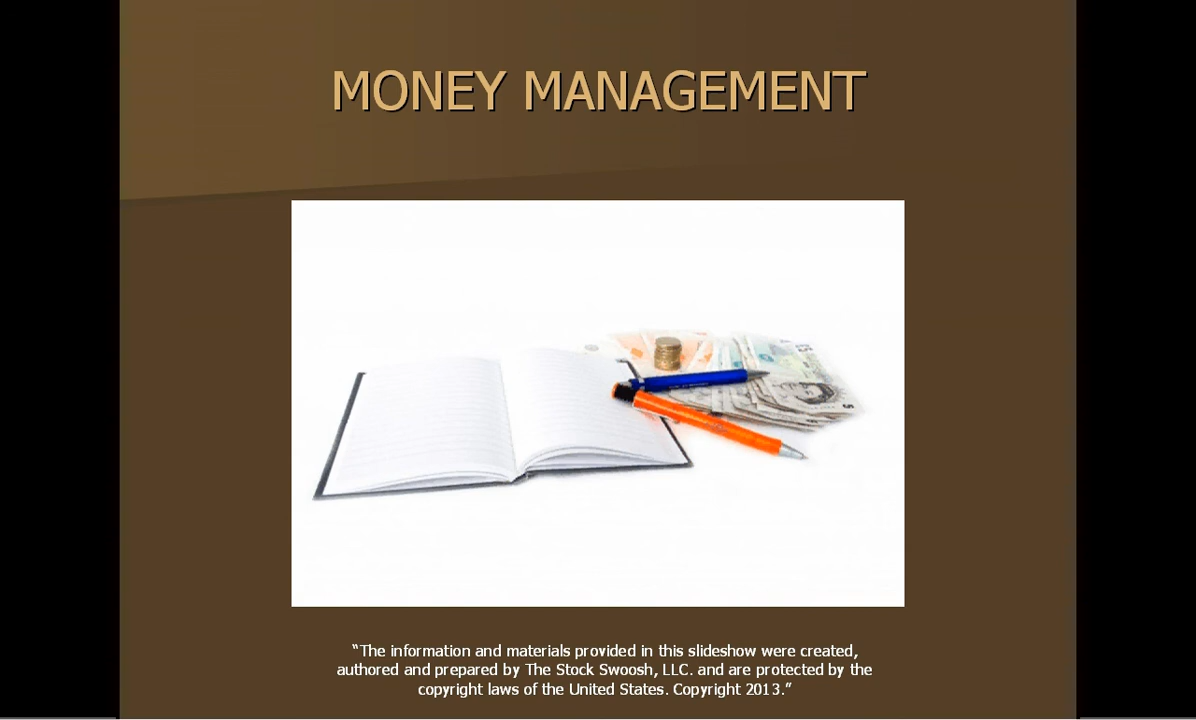 MONEY MANAGEMENT
“The information and materials provided in this slideshow were created,
authored and prepared by The Stock Swoosh, LLC. and are protected by the
copyright laws of the United States. Copyright 2013.”